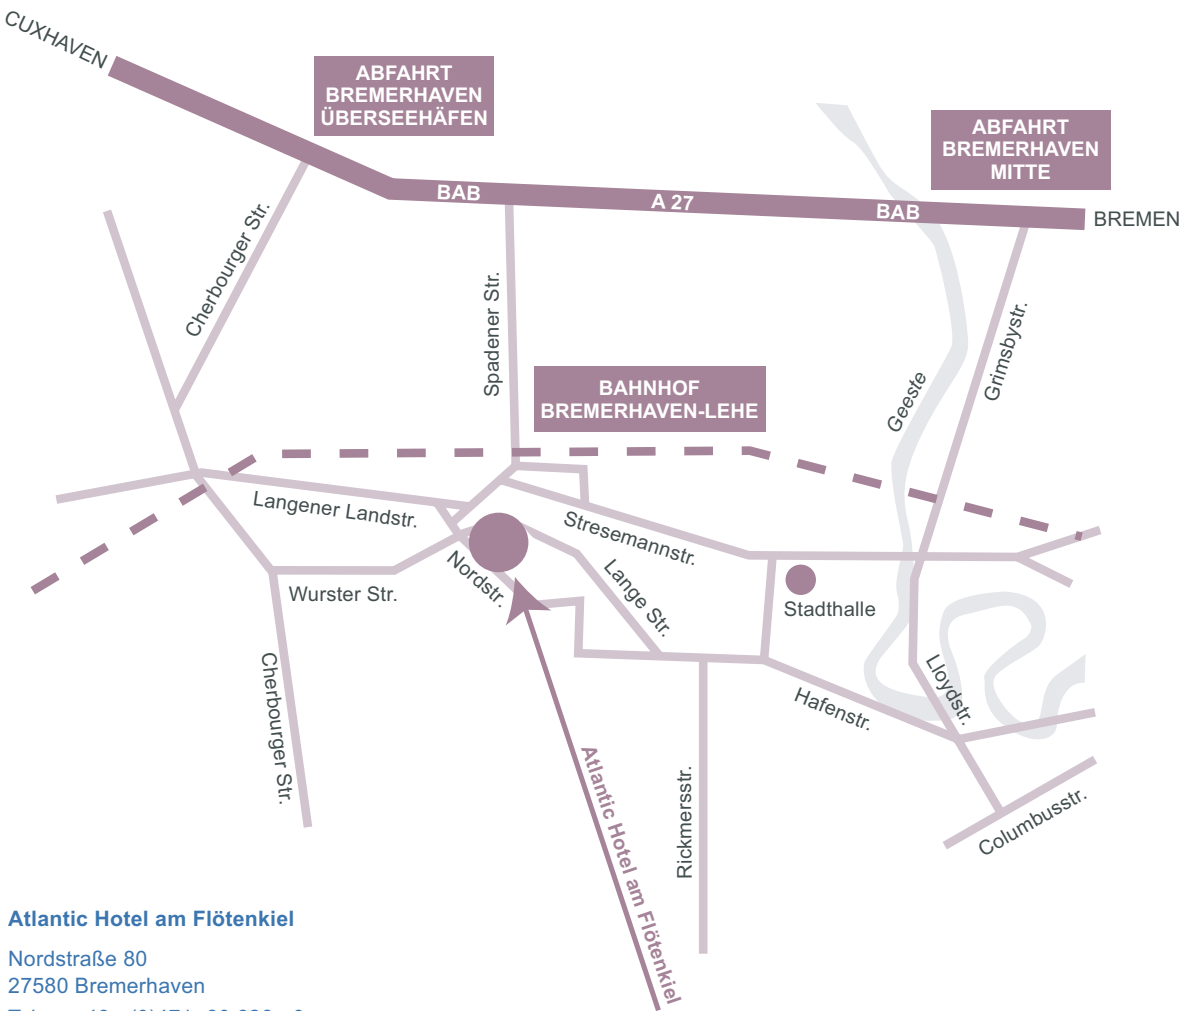 CUXHAVEN
ABFAHRT
BREMERHAVEN
ÜBERSEEHÄFEN
ABFAHRT
BREMERHAVEN
MITTE
BAB
A 27
BAB
BREMEN
Cherbourger Str.
Spadener Str.
Grimsbystr.
Geeste
BAHNHOF
BREMERHAVEN-LEHE
Langener Landstr.
Stresemannstr.
Nordstr.
Lange Str.
Wurster Str.
Stadthalle
Cherbourger Str.
Lloydstr.
Hafenstr.
Rickmersstr.
Columbusstr.
Atlantic Hotel am Flötenkiel
Atlantic Hotel am Flötenkiel
Nordstraße 80
27580 Bremerhaven